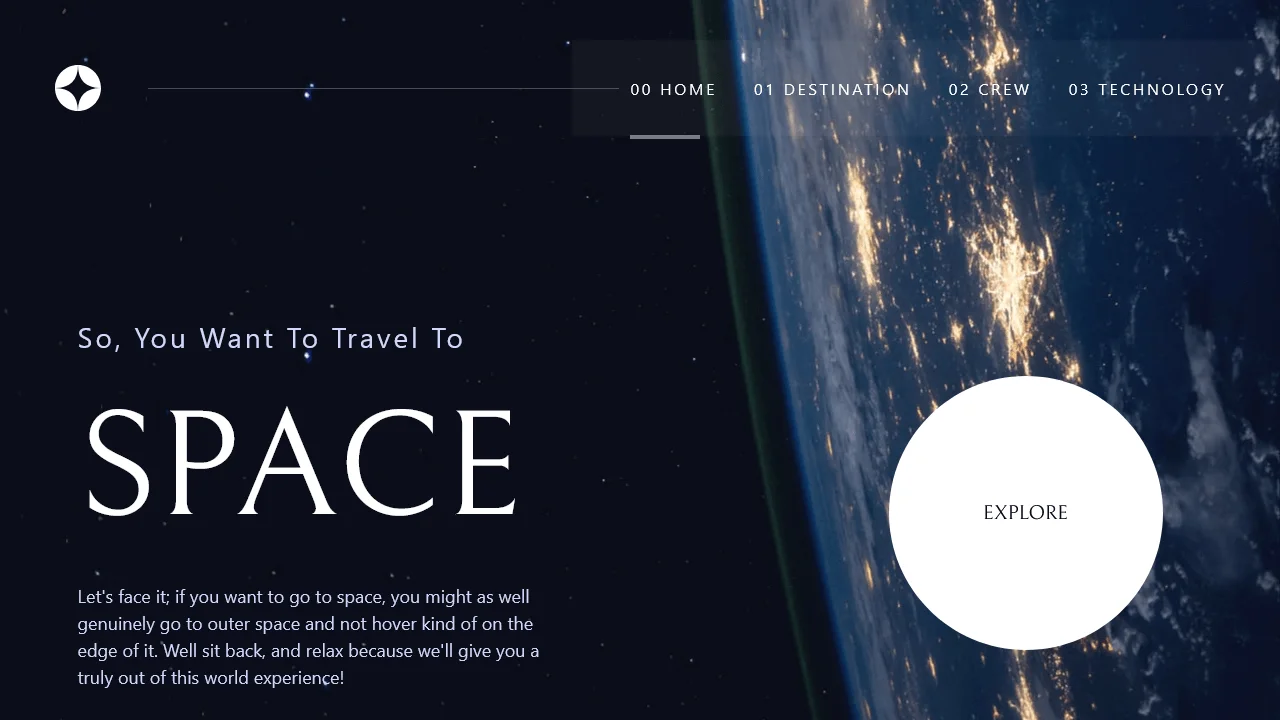 00 HOME 01 DESTINATION 02 CREW 03 TECHNOLOGY
So, You Want To Travel To
SPACE
Let's face it; if you want to go to space, you might as well
genuinely go to outer space and not hover kind of on the
edge of it. Well sit back, and relax because we'll give you a
truly out of this world experience!
EXPLORE